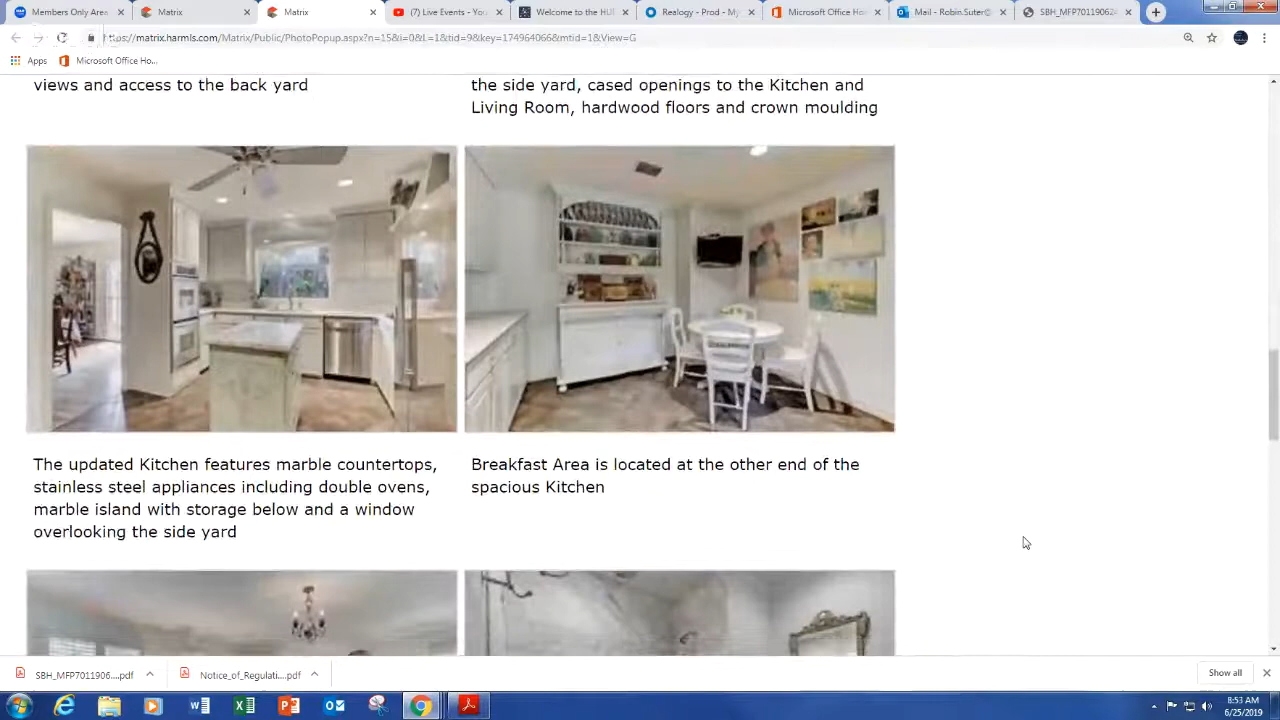 Members Only Are
Matrix
Matrix
(7) Live Events - You
Welcome to the HU
Realogy - Prod - My
Microsoft Office Ho
Mail - Robin.Suter@
SBH_MFP701190624
https://matrix.harmls.com/Matrix/Public/PhotoPopup.aspx?n=15&i=0&L=1&tid=9&key=174964066&mtid=1&View=G
Apps
Microsoft Office Ho...
views and access to the back yard
the side yard, cased openings to the Kitchen and
Living Room, hardwood floors and crown moulding
The updated Kitchen features marble countertops,
stainless steel appliances including double ovens,
marble island with storage below and a window
overlooking the side yard
Breakfast Area is located at the other end of the
spacious Kitchen
SBH_MFP7011906....pdf
Notice_of_Regulati....pdf
Show all
8:53 AM
6/25/2019